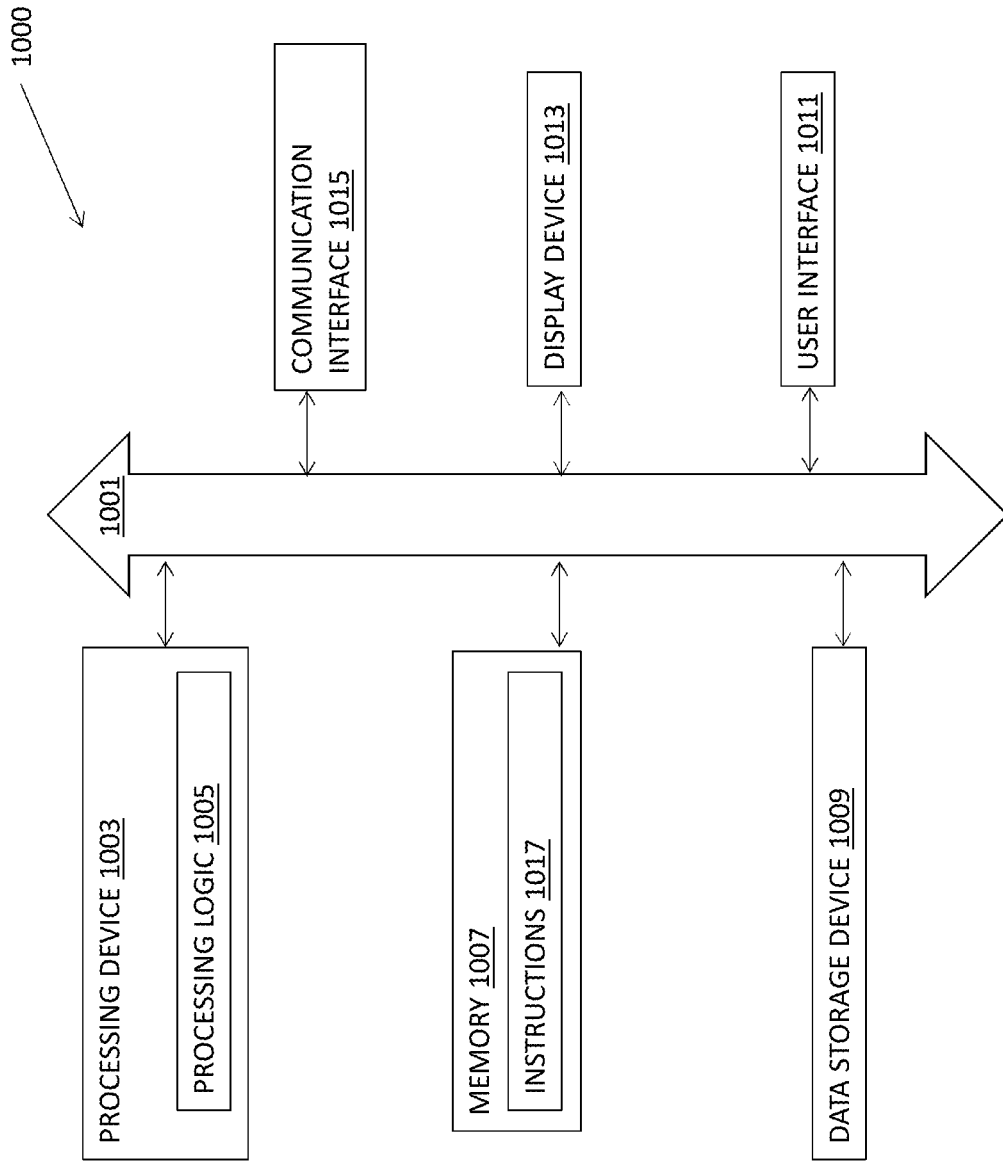 1000
PROCESSING DEVICE 1003
PROCESSING LOGIC 1005
MEMORY 1007
INSTRUCTIONS 1017
DATA STORAGE DEVICE 1009
1001
COMMUNICATION
INTERFACE 1015
DISPLAY DEVICE 1013
USER INTERFACE 1011